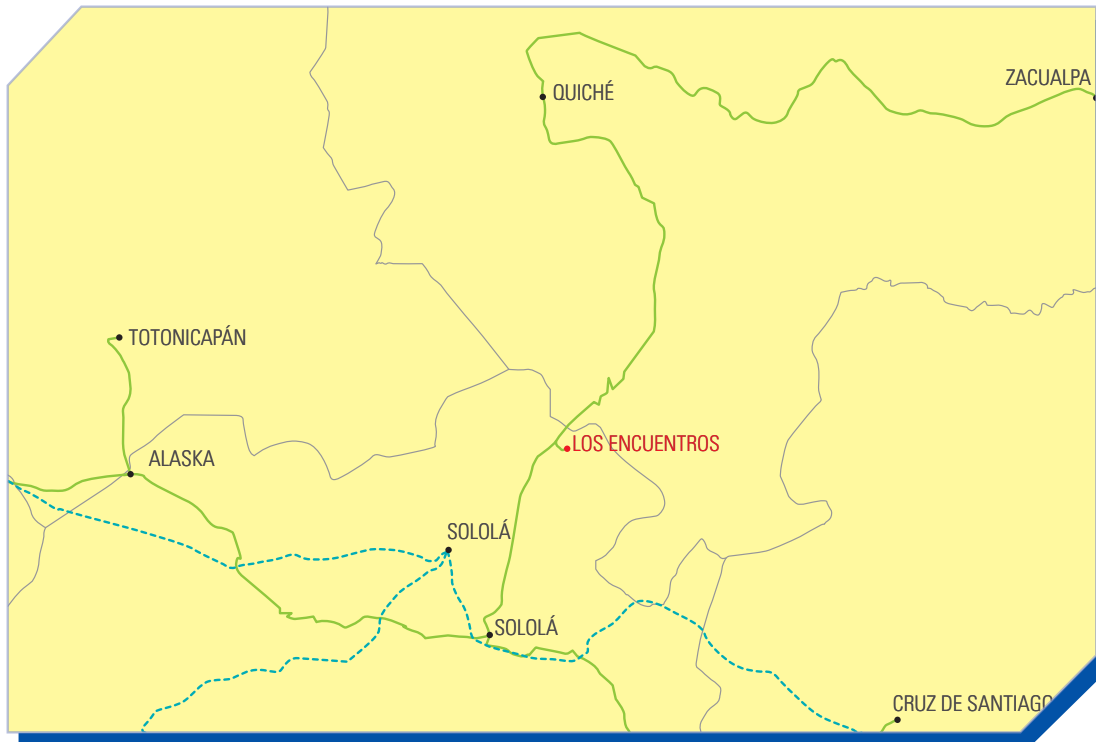 ZACUALPA
QUICHÉ
TOTONICAPÁN
LOS ENCUENTROS
ALASKA
SOLOLÁ
SOLOLÁ
CRUZ DE SANTIAGO